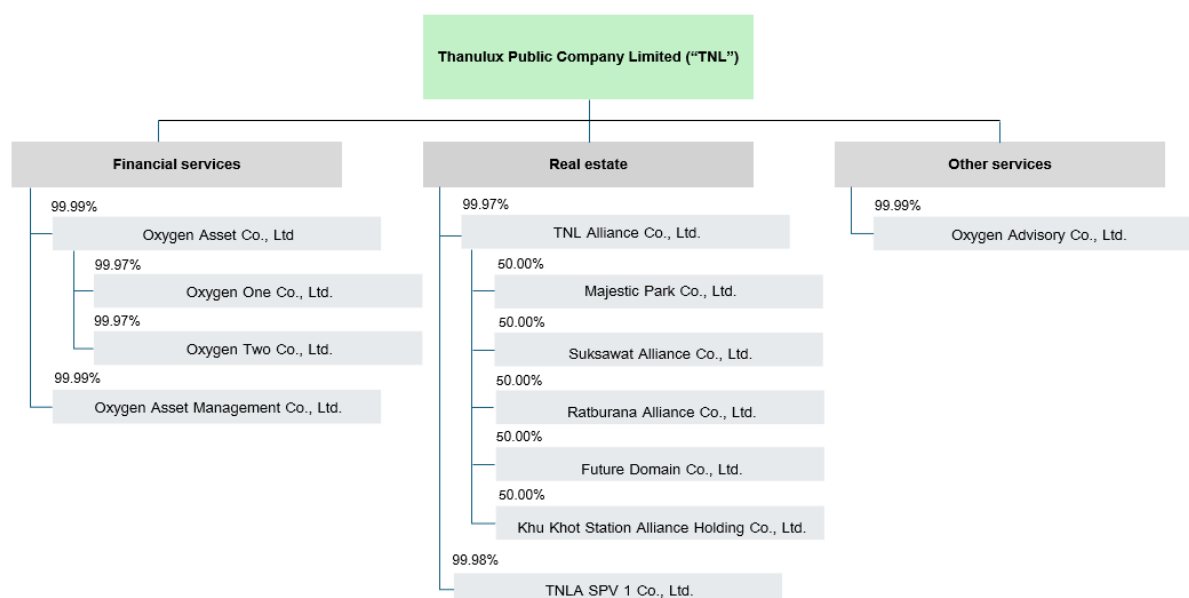 Thanulux Public Company Limited (“TNL”)
Financial services
99.99%
Oxygen Asset Co., Ltd
99.97%
Oxygen One Co., Ltd.
99.97%
Oxygen Two Co., Ltd.
99.99%
Oxygen Asset Management Co., Ltd.
Real estate
99.97%
TNL Alliance Co., Ltd.
50.00%
Majestic Park Co., Ltd.
50.00%
Suksawat Alliance Co., Ltd.
50.00%
Ratburana Alliance Co., Ltd.
50.00%
Future Domain Co., Ltd.
50.00%
Khu Khot Station Alliance Holding Co., Ltd.
99.98%
TNLA SPV 1 Co., Ltd.
Other services
99.99%
Oxygen Advisory Co., Ltd.